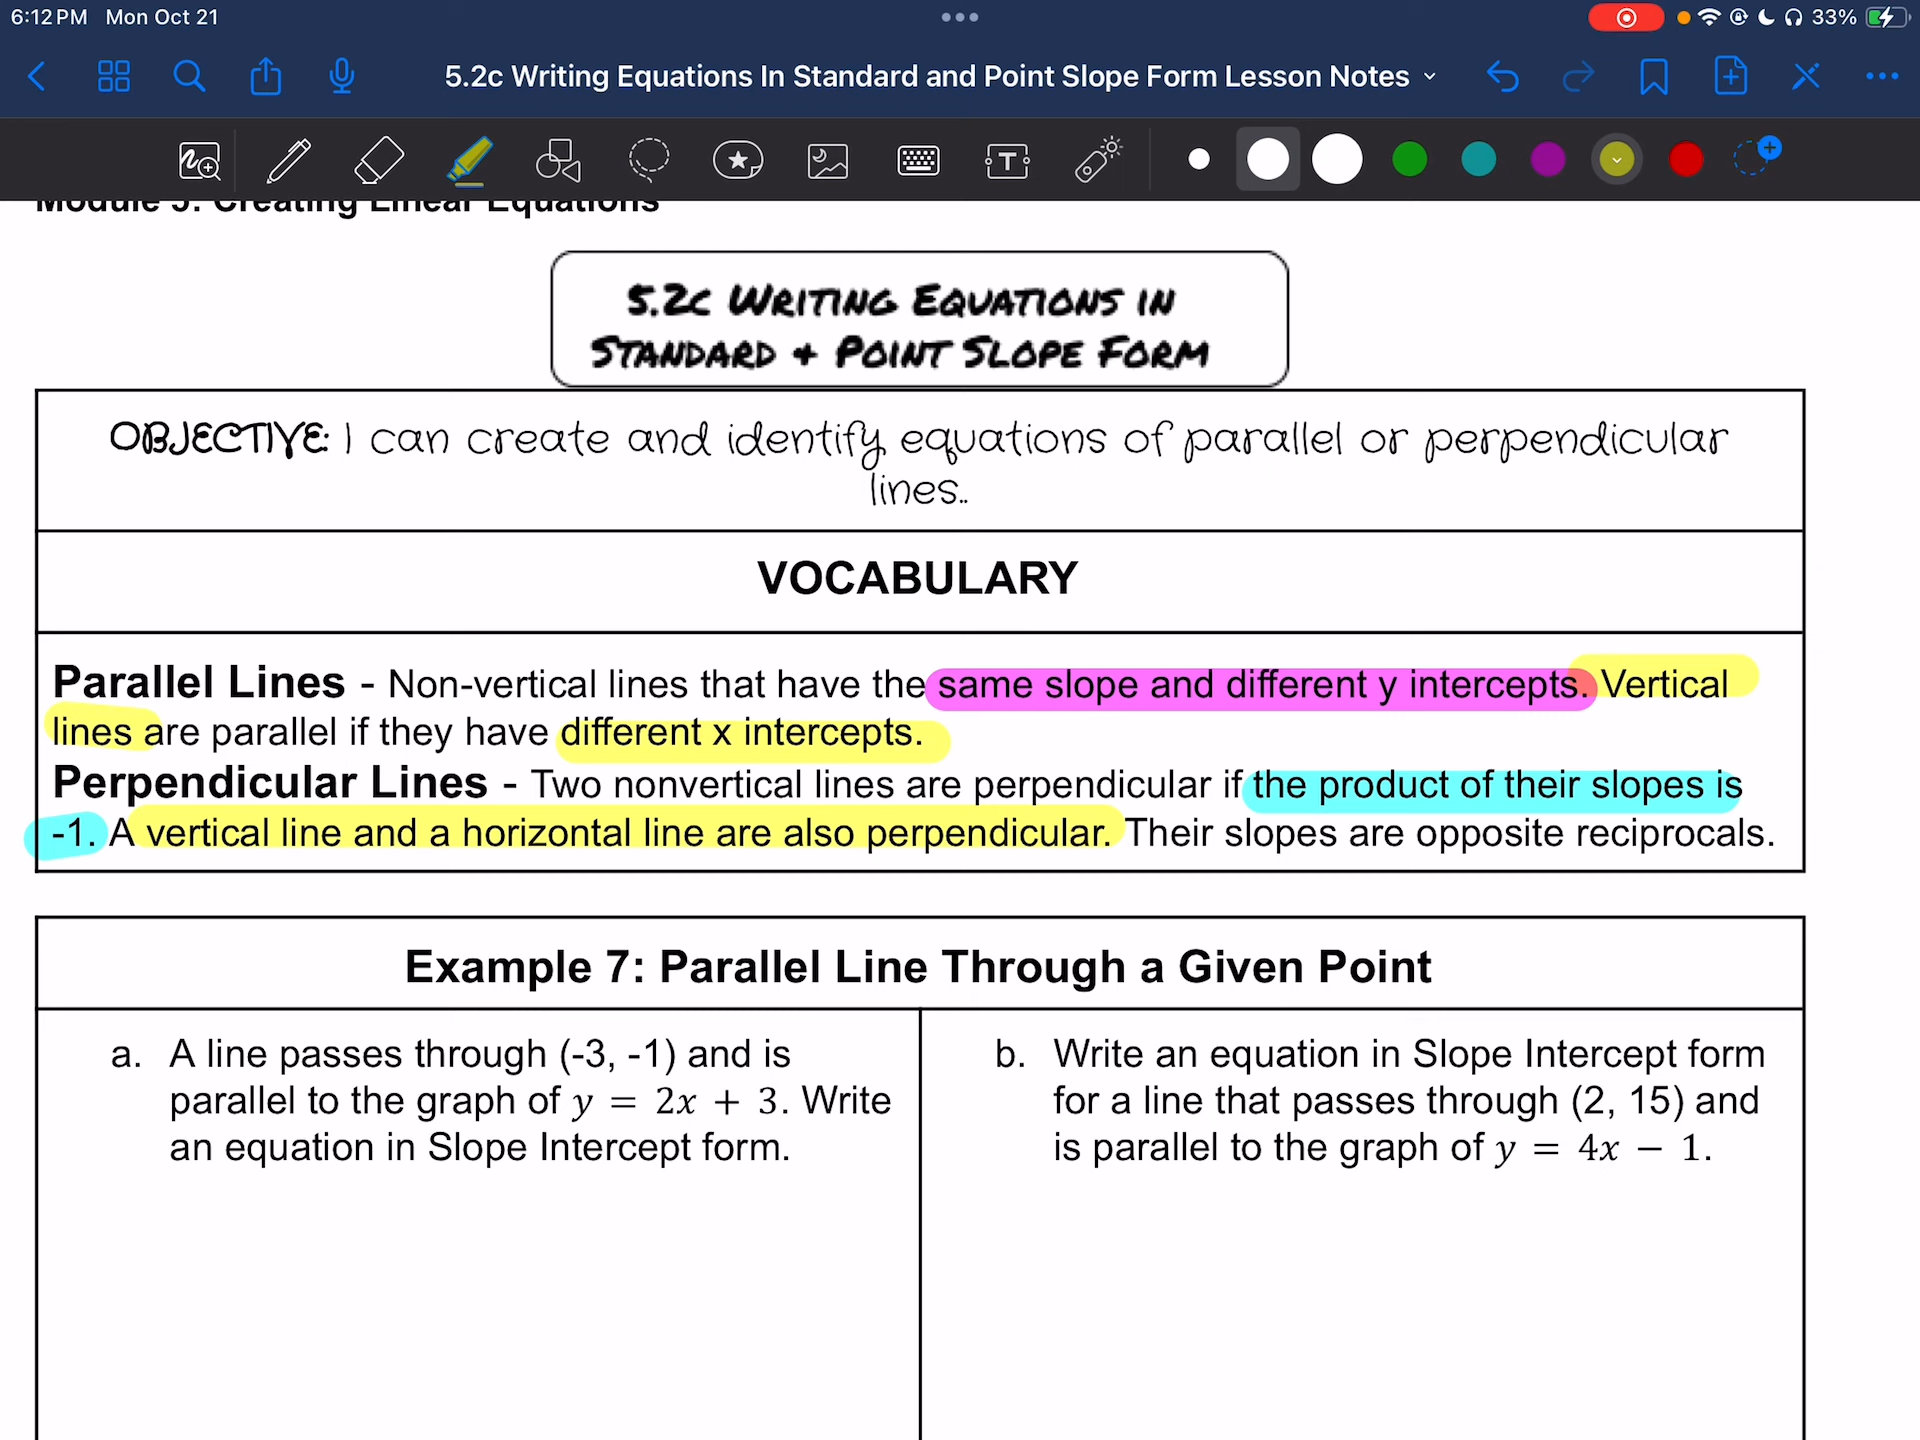 6:12 PM Mon Oct 21
33%
5.2c Writing Equations In Standard and Point Slope Form Lesson Notes
Module 5: Creating Linear Equations
5.2c Writing Equations in
Standard + Point Slope Form
OBJECTIVE: I can create and identify equations of parallel or perpendicular
lines..
VOCABULARY
Parallel Lines - Non-vertical lines that have the same slope and different y intercepts. Vertical
lines are parallel if they have different x intercepts.
Perpendicular Lines - Two nonvertical lines are perpendicular if the product of their slopes is
-1. A vertical line and a horizontal line are also perpendicular. Their slopes are opposite reciprocals.
Example 7: Parallel Line Through a Given Point
a. A line passes through (-3, -1) and is
parallel to the graph of y = 2x + 3. Write
an equation in Slope Intercept form.
b. Write an equation in Slope Intercept form
for a line that passes through (2, 15) and
is parallel to the graph of y = 4x − 1.